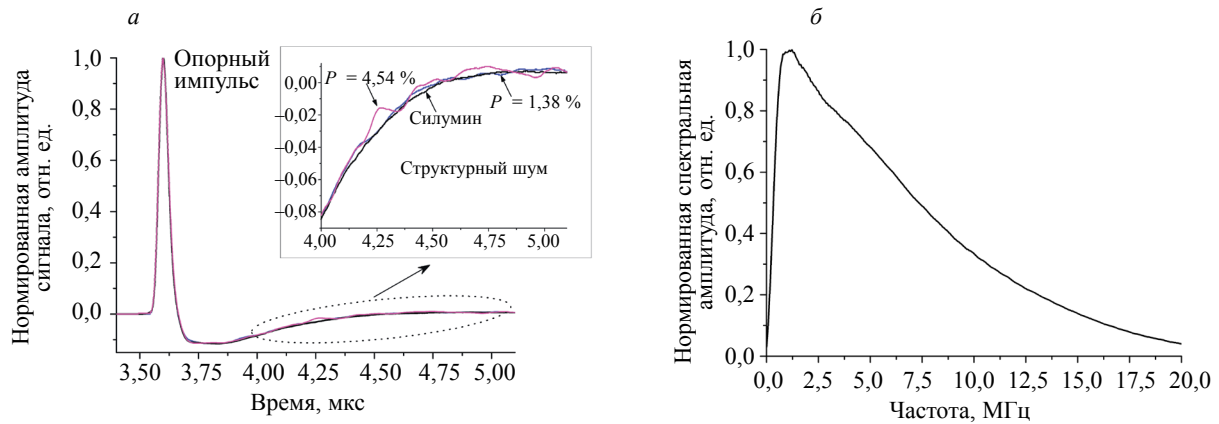 а
Нормированная амплитуда
сигнала, отн. ед.
1,0
0,8
0,6
0,4
0,2
0,0
Опорный
импульс
0,00
–0,02
–0,04
–0,06
–0,08
P = 4,54 %
P = 1,38 %
Силумин
Структурный шум
4,00 4,25 4,50 4,75 5,00
3,50 3,75 4,00 4,25 4,50 4,75 5,00
Время, мкс
б
Нормированная спектральная
амплитуда, отн. ед.
1,0
0,8
0,6
0,4
0,2
0,0
0,0 2,5 5,0 7,5 10,0 12,5 15,0 17,5 20,0
Частота, МГц